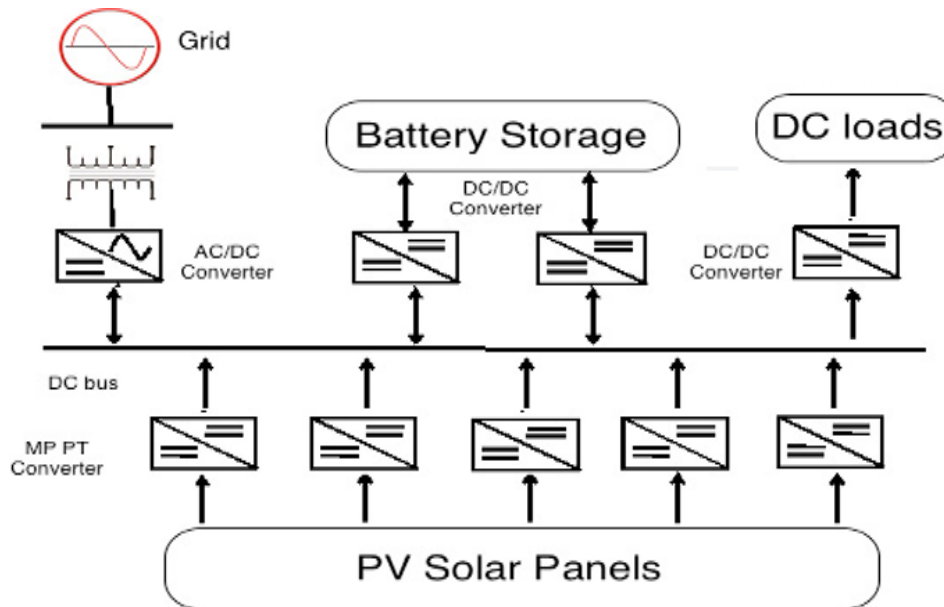 Grid
Battery Storage
DC loads
DC/DC
Converter
AC/DC
Converter
DC/DC
Converter
DC bus
MP PT
Converter
PV Solar Panels